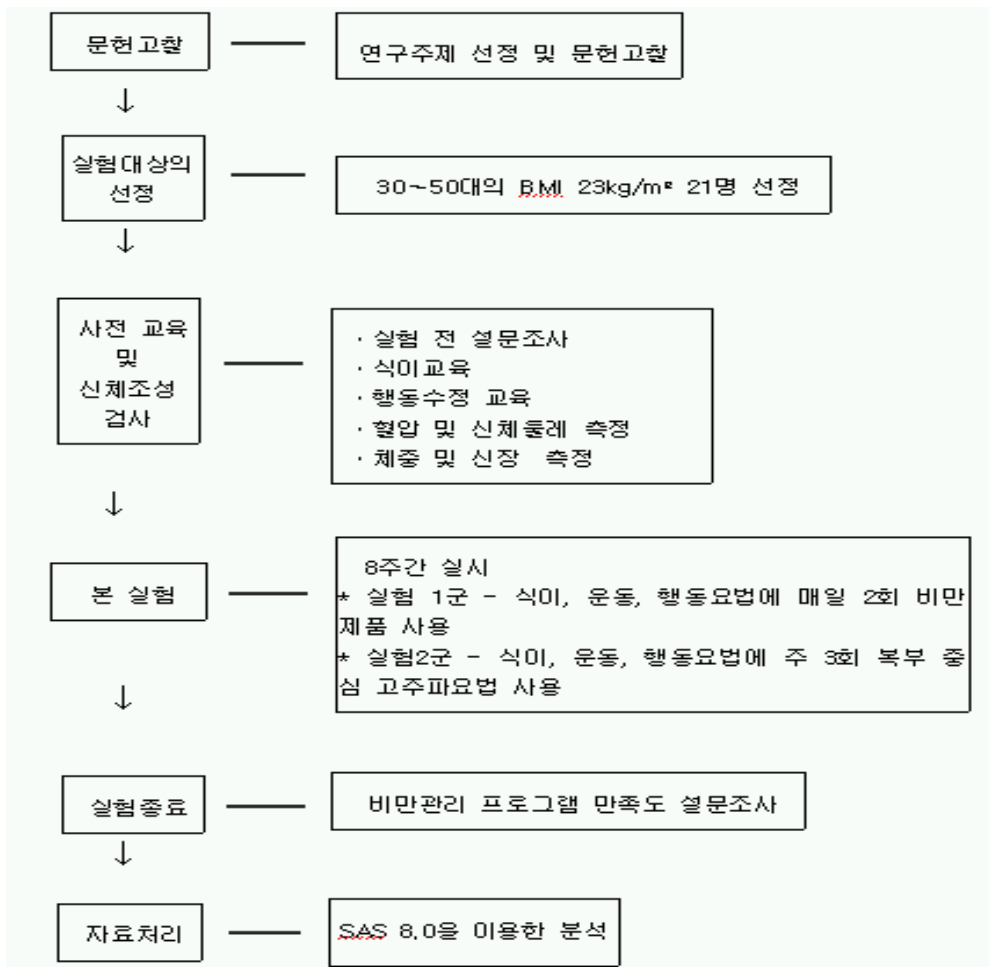 문헌고찰
연구주제 선정 및 문헌고찰
↓
실험대상의
선정
30~50대의 BMI 23kg/m² 21명 선정
↓
사전 교육
및
신체조성
검사
· 실험 전 설문조사
· 식이교육
· 행동수정 교육
· 혈압 및 신체둘레 측정
· 체중 및 신장 측정
↓
본 실험
8주간 실시
* 실험 1군 - 식이, 운동, 행동요법에 매일 2회 비만
제품 사용
* 실험2군 - 식이, 운동, 행동요법에 주 3회 복부 중
심 고주파요법 사용
↓
실험종료
비만관리 프로그램 만족도 설문조사
↓
자료처리
SAS 8.0을 이용한 분석